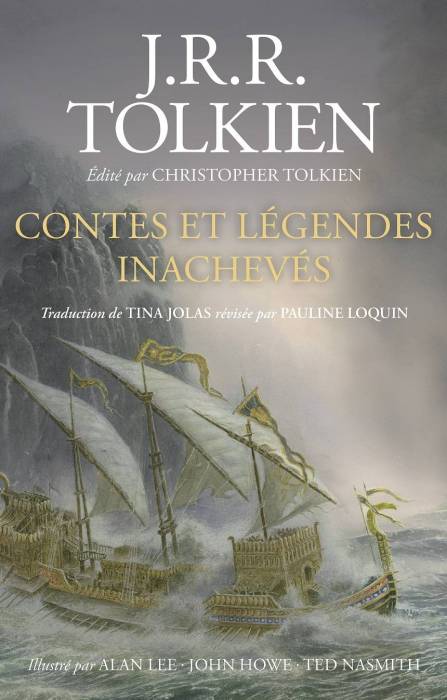 J.R.R.
TOLKIEN
Édité par CHRISTOPHER TOLKIEN
CONTES ET LÉGENDES
INACHEVÉS
Traduction de TINA JOLAS révisée par PAULINE LOQUIN
Illustré par ALAN LEE · JOHN HOWE · TED NASMITH